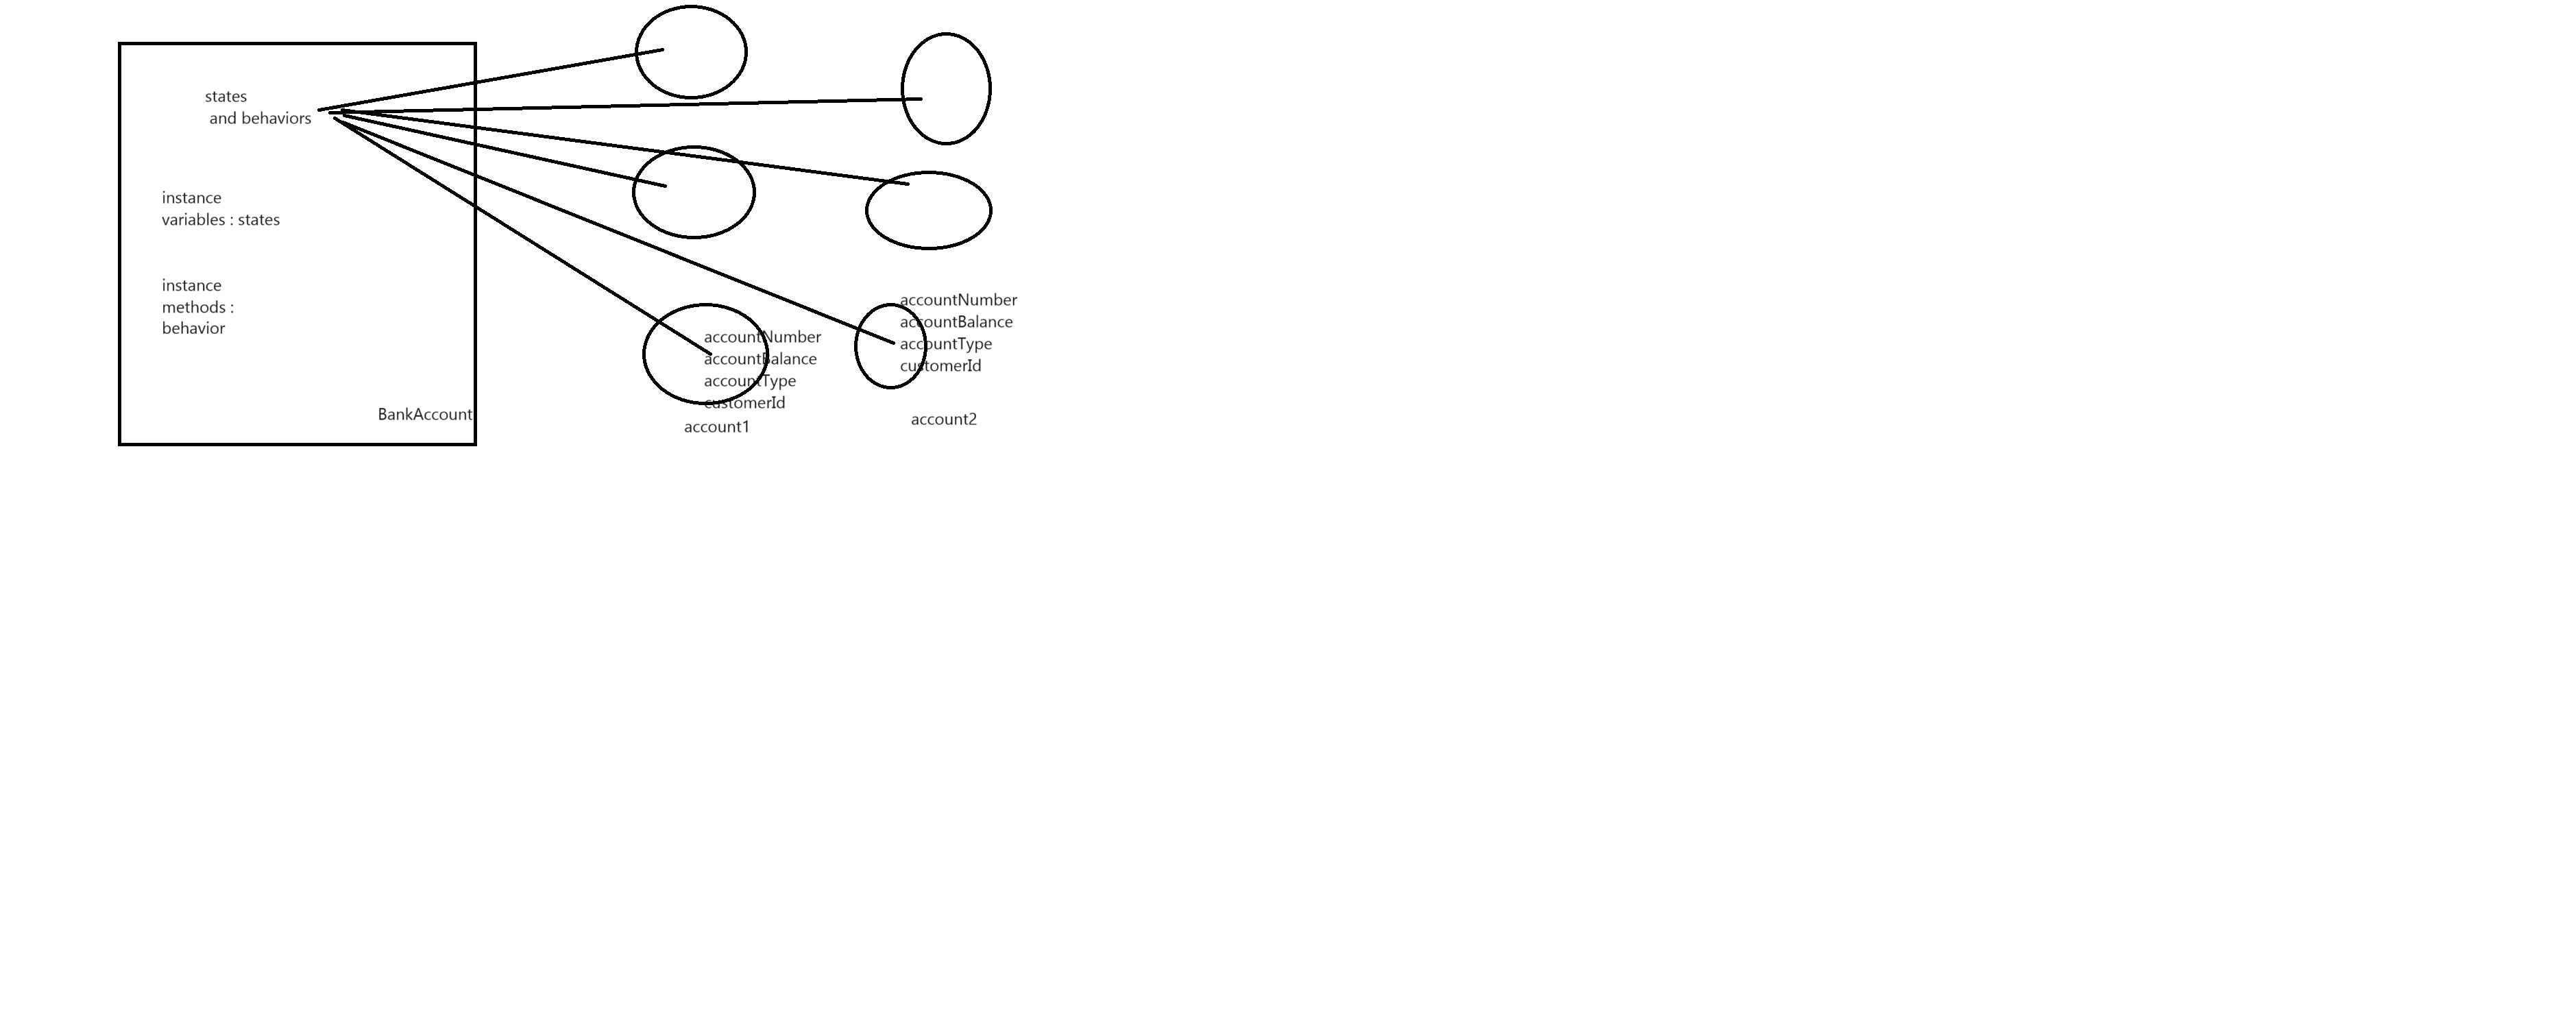 states
and behaviors
instance
variables : states
instance
methods :
behavior
BankAccount
accountNumber
accountBalance
accountType
customerId
account1
accountNumber
accountBalance
accountType
customerId
account2